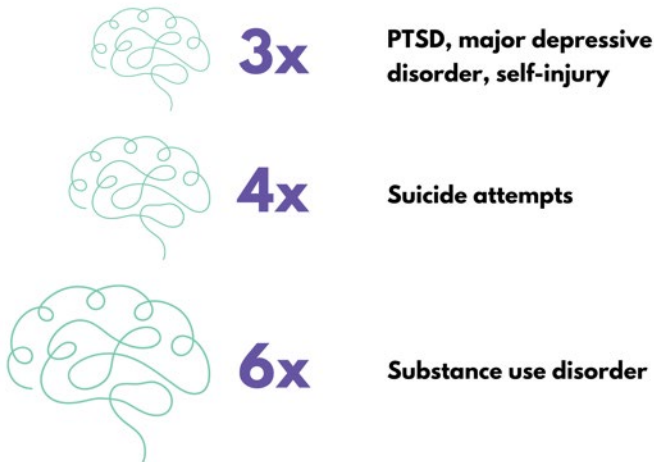 3x
PTSD, major depressive
disorder, self-injury
4x
Suicide attempts
6x
Substance use disorder